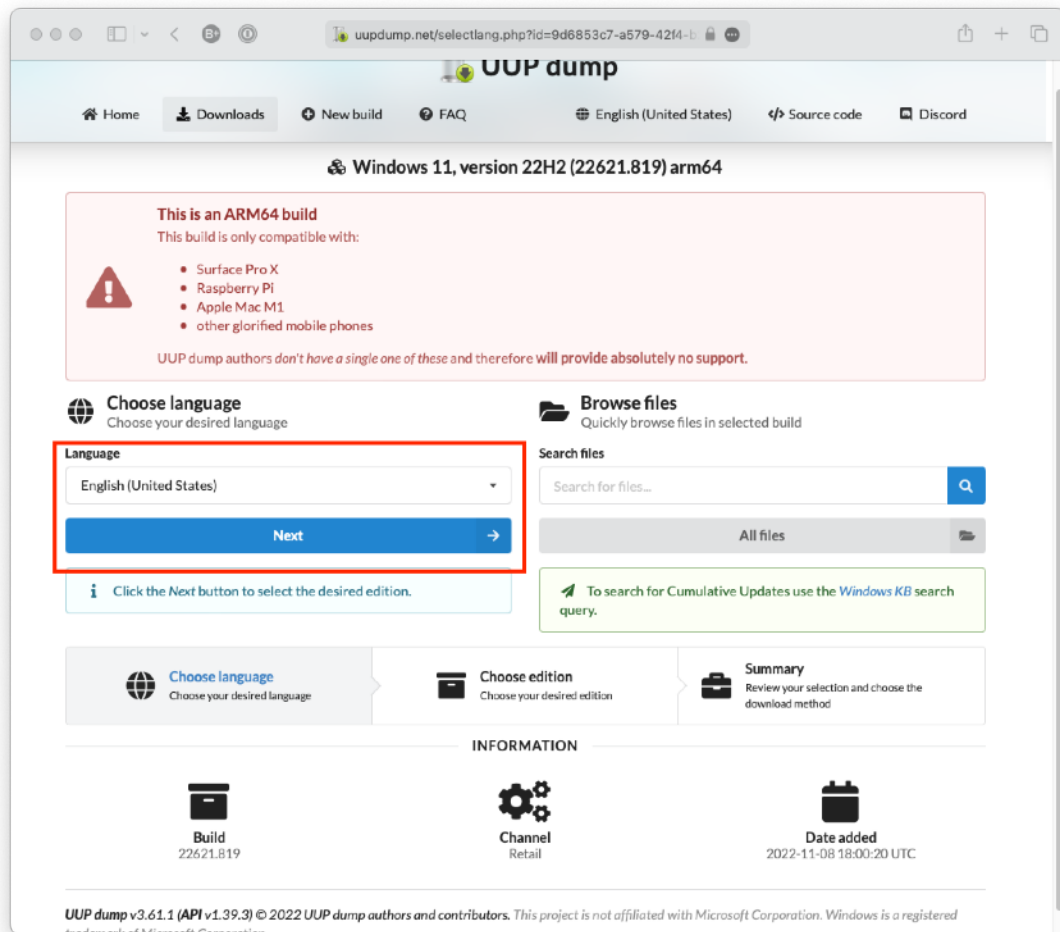 uupdump.net/selectlang.php?id=9d6853c7-a579-42f4-b
UUP dump
Home
Downloads
New build
FAQ
English (United States)
Source code
Discord
Windows 11, version 22H2 (22621.819) arm64
This is an ARM64 build
This build is only compatible with:
• Surface Pro X
• Raspberry Pi
• Apple Mac M1
• other glorified mobile phones
UUP dump authors don't have a single one of these and therefore will provide absolutely no support.
Choose language
Choose your desired language
Language
English (United States)
Next
Click the Next button to select the desired edition.
Browse files
Quickly browse files in selected build
Search files
Search for files...
All files
To search for Cumulative Updates use the Windows KB search
query.
Choose language
Choose your desired language
Choose edition
Choose your desired edition
Summary
Review your selection and choose the
download method
INFORMATION
Build
22621.819
Channel
Retail
Date added
2022-11-08 18:00:20 UTC
UUP dump v3.61.1 (API v1.39.3) © 2022 UUP dump authors and contributors. This project is not affiliated with Microsoft Corporation. Windows is a registered
trademark of Microsoft Corporation